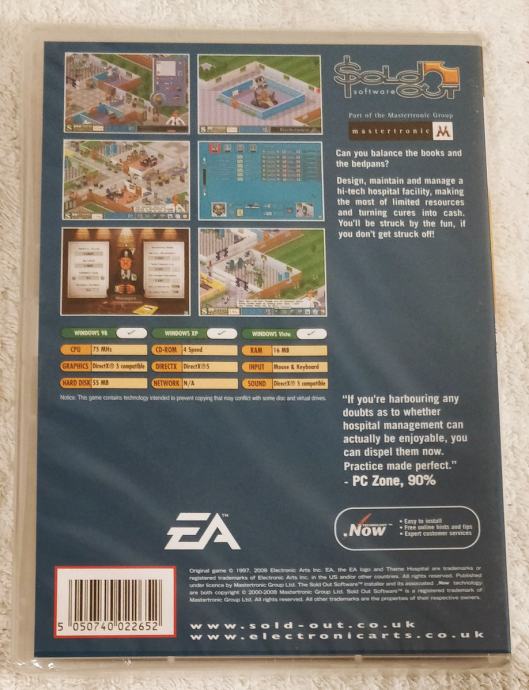 $old Out
software
Part of the Mastertronic Group
mastertronic
Can you balance the books and
the bedpans?
Design, maintain and manage a
hi-tech hospital facility, making
the most of limited resources
and turning cures into cash.
You'll be struck by the fun, if
you don't get struck off!
WINDOWS 98 WINDOWS XP WINDOWS Vista
CPU 75 MHz CD-ROM 4 Speed RAM 16 MB
GRAPHICS DirectX® 5 compatible DIRECTX DirectX®5 INPUT Mouse & Keyboard
HARD DISK 55 MB NETWORK N/A SOUND DirectX® 3 compatible
Notice: This game contains technology intended to prevent copying that may conflict with some disc and virtual drives.
"If you're harbouring any
doubts as to whether
hospital management can
actually be enjoyable, you
can dispel them now.
Practice made perfect."
- PC Zone, 90%
EA™
.Now
• Easy to install
• Free online hints and tips
• Expert customer services
Original game © 1997, 2008 Electronic Arts Inc. EA, the EA logo and Theme Hospital are trademarks or
registered trademarks of Electronic Arts Inc. in the US and/or other countries. All rights reserved. Published
under licence by Mastertronic Group Ltd. The Sold Out Software™ installer and its associated .Now technology
are both copyright © 2000-2008 Mastertronic Group Ltd. Sold Out Software™ is a registered trademark of
Mastertronic Group Ltd. All rights reserved. All other trademarks are the properties of their respective owners.
5 050740 022652
www.sold-out.co.uk
www.electronicarts.co.uk